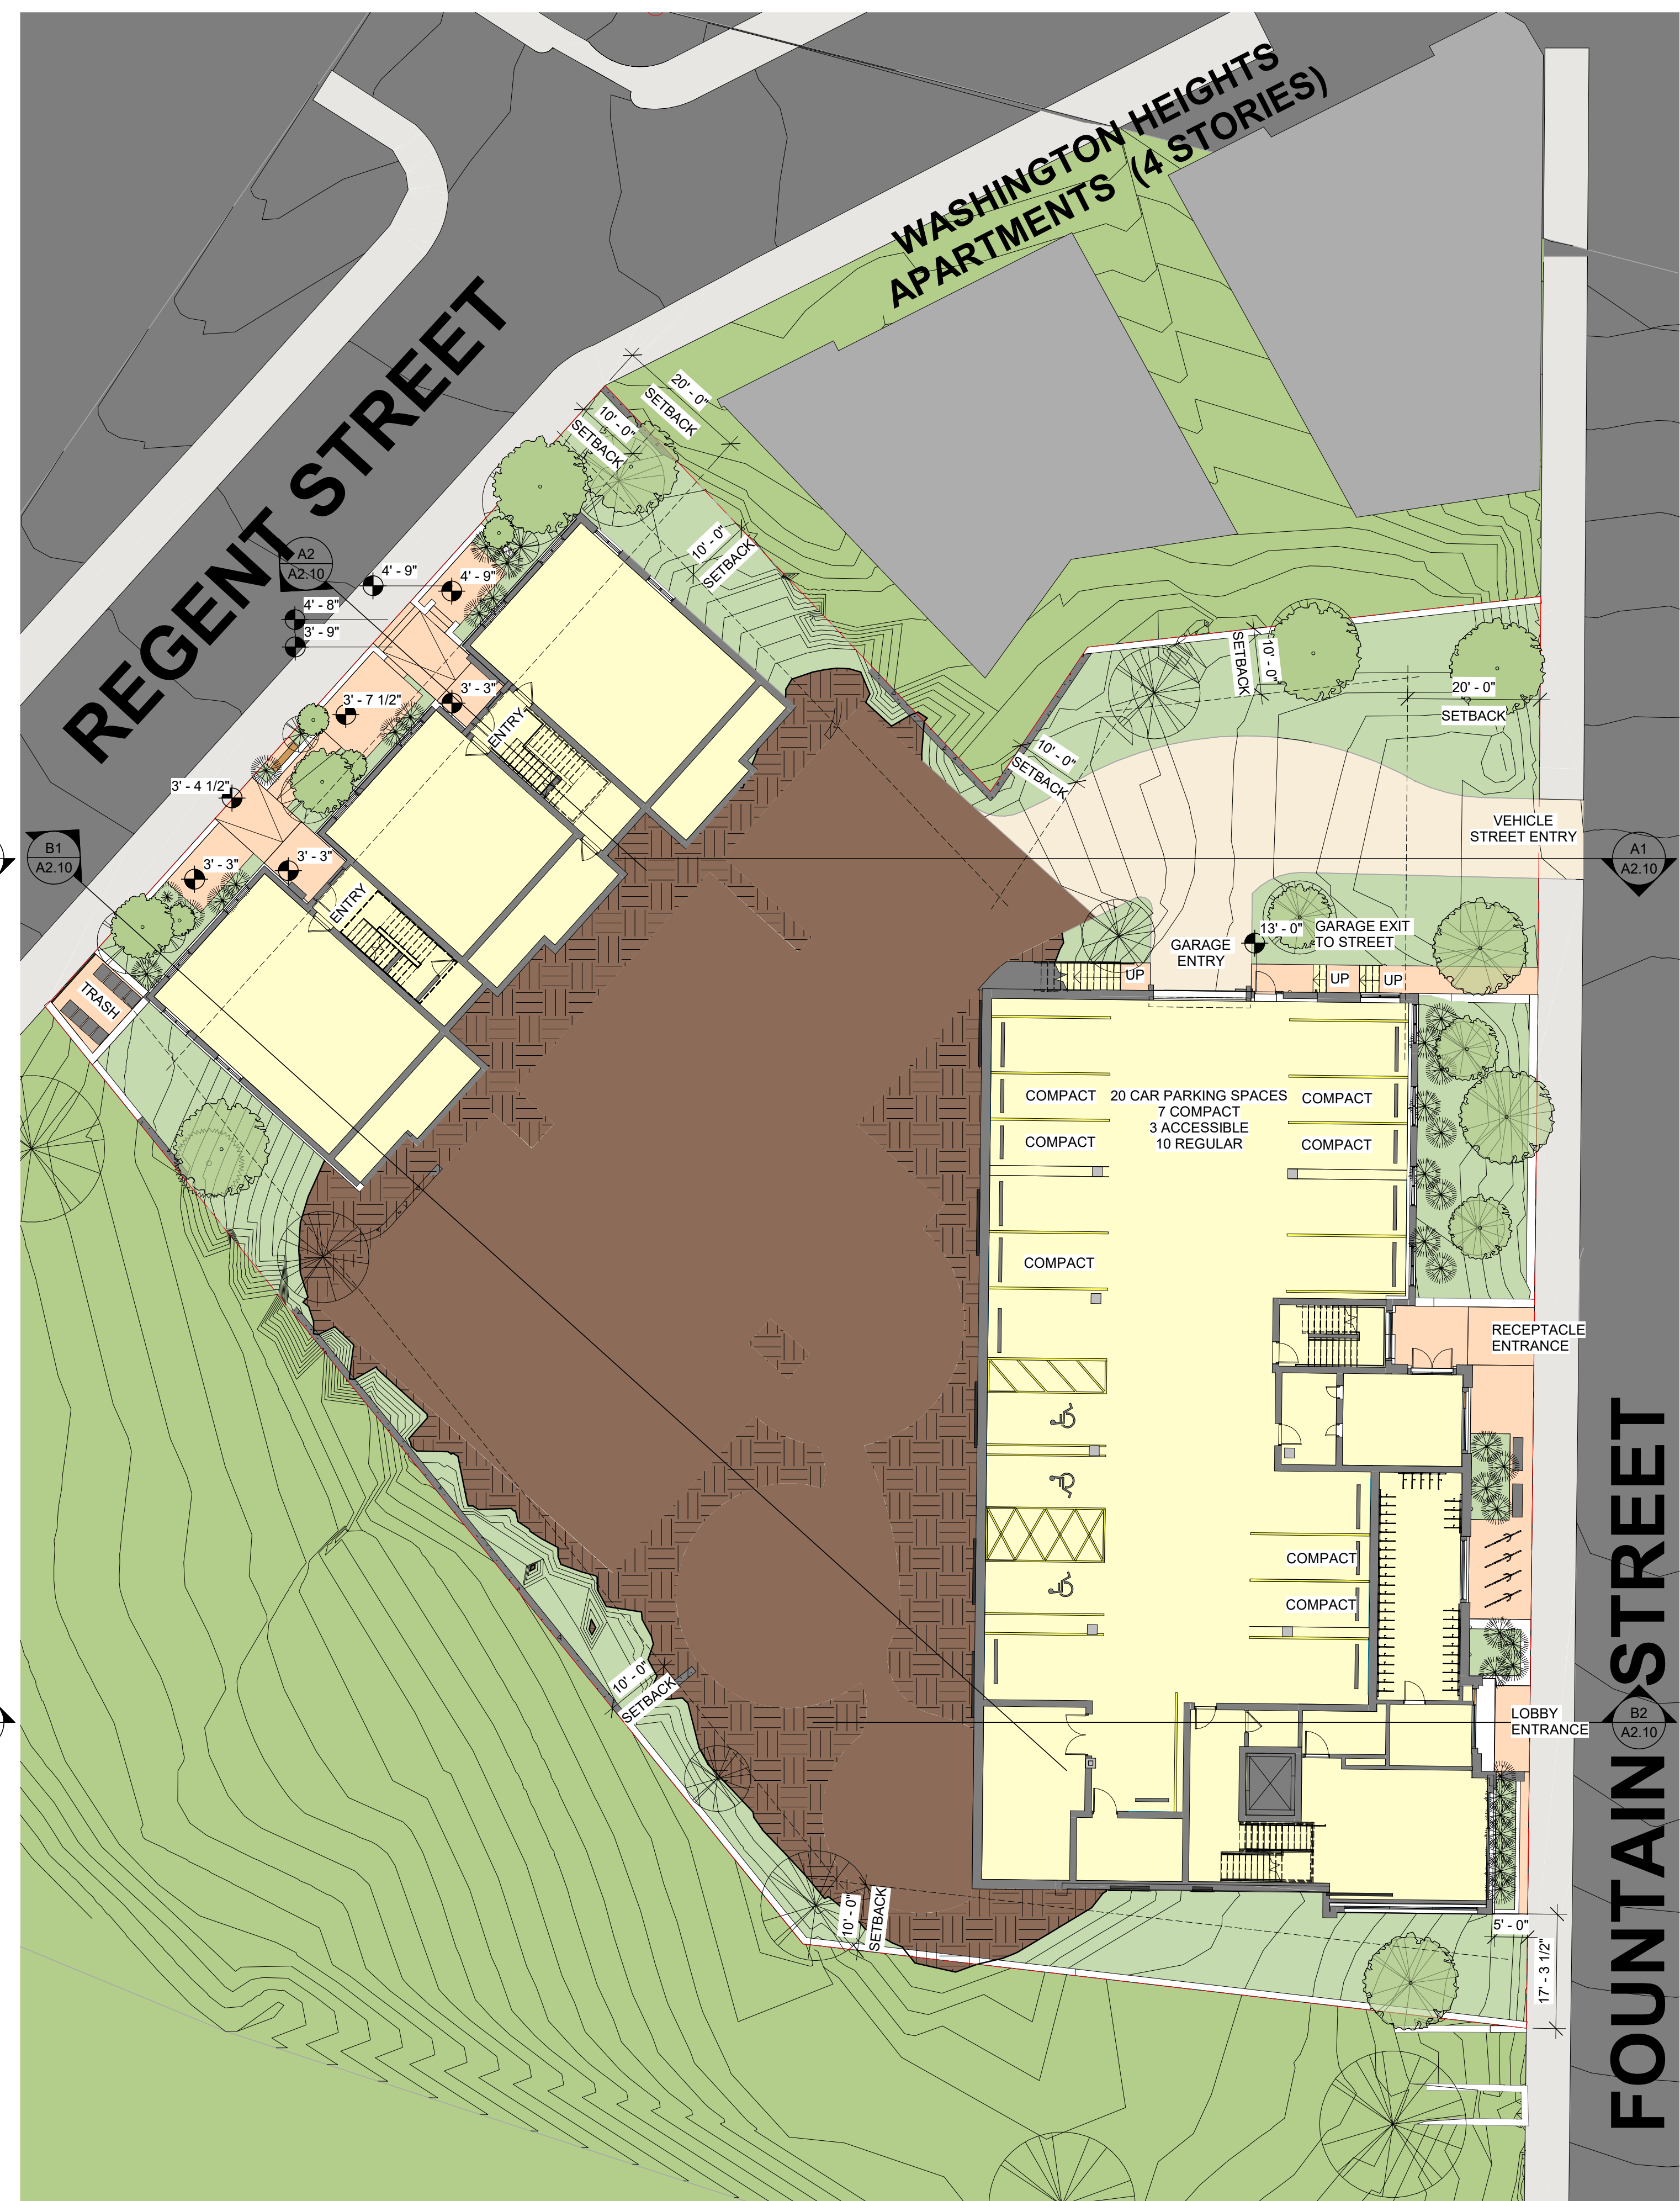 WASHINGTON HEIGHTS
APARTMENTS (4 STORIES)
REGENT STREET
20' - 0"
SETBACK
10' - 0"
SETBACK
10' - 0"
SETBACK
A2
A2.10
4' - 9"
4' - 9"
4' - 8"
3' - 9"
3' - 7 1/2"
3' - 3"
ENTRY
3' - 4 1/2"
3' - 3"
3' - 3"
ENTRY
B1
A2.10
TRASH
SETBACK
10' - 0"
20' - 0"
SETBACK
10' - 0"
SETBACK
VEHICLE
STREET ENTRY
A1
A2.10
13' - 0"
GARAGE EXIT
TO STREET
GARAGE
ENTRY
UP
UP
UP
COMPACT
20 CAR PARKING SPACES
7 COMPACT
3 ACCESSIBLE
10 REGULAR
COMPACT
COMPACT
COMPACT
COMPACT
RECEPTACLE
ENTRANCE
COMPACT
COMPACT
10' - 0"
SETBACK
LOBBY
ENTRANCE
B2
A2.10
FOUNTAIN STREET
10' - 0"
SETBACK
5' - 0"
17' - 3 1/2"